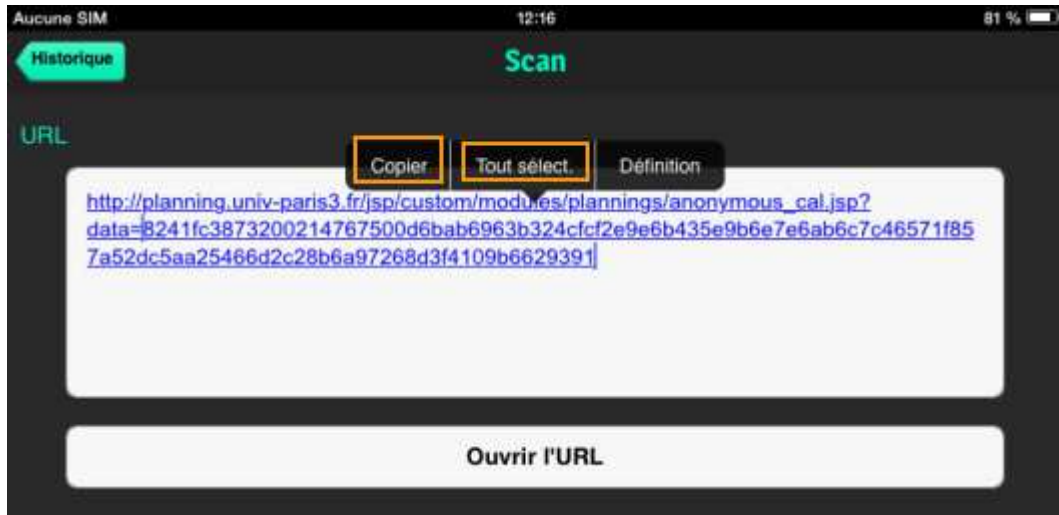 Aucune SIM 12:16 81 %
Historique Scan
URL
Copier Tout sélect. Définition
http://planning.univ-paris3.fr/jsp/custom/modules/plannings/anonymous_cal.jsp?
data=8241fc3873200214767500d6bab6963b324cfcf2e9e6b435e9b6e7e6ab6c7c46571f85
7a52dc5aa25466d2c28b6a97268d3f4109b6629391
Ouvrir l'URL